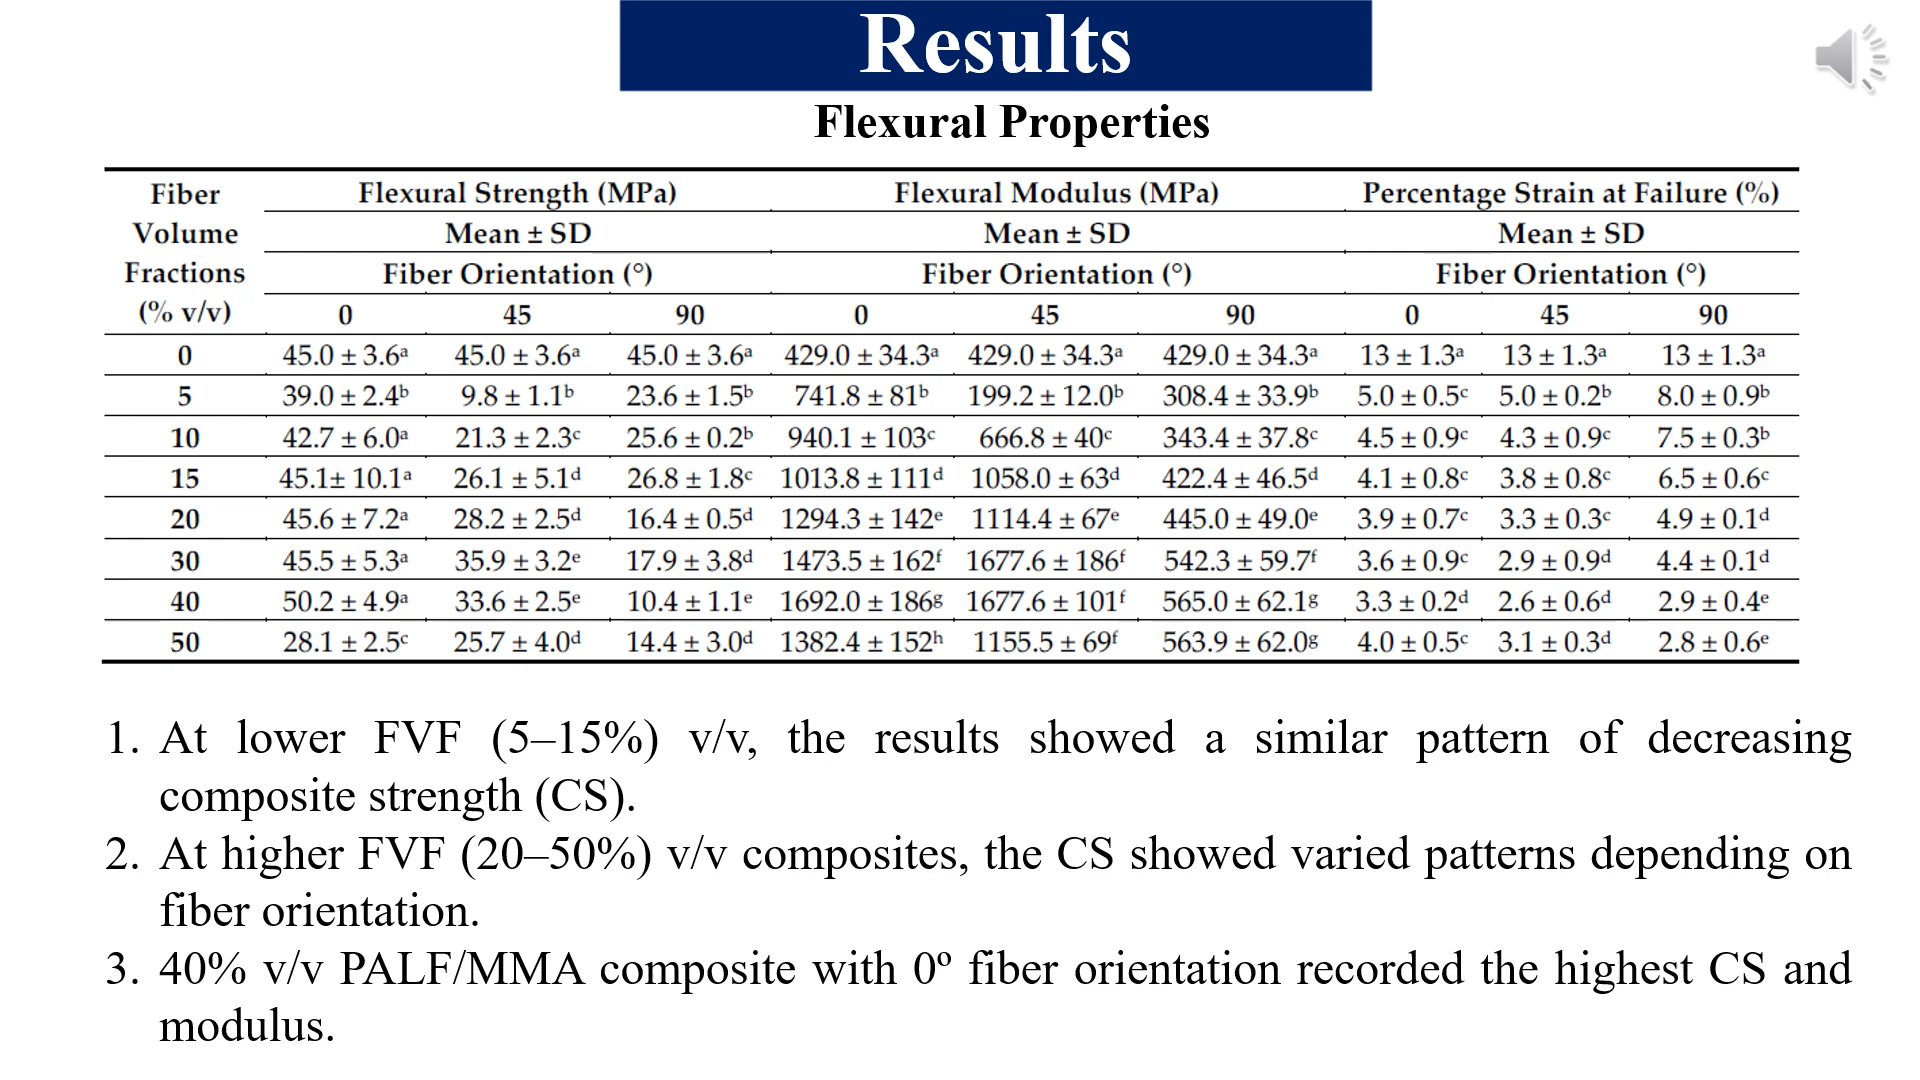 Results
Flexural Properties
Fiber Volume Fractions (% v/v) Flexural Strength (MPa) Flexural Modulus (MPa) Percentage Strain at Failure (%)
Mean ± SD Mean ± SD Mean ± SD
Fiber Orientation (°) Fiber Orientation (°) Fiber Orientation (°)
0 45 90 0 45 90 0 45 90
0 45.0 ± 3.6ᵃ 45.0 ± 3.6ᵃ 45.0 ± 3.6ᵃ 429.0 ± 34.3ᵃ 429.0 ± 34.3ᵃ 429.0 ± 34.3ᵃ 13 ± 1.3ᵃ 13 ± 1.3ᵃ 13 ± 1.3ᵃ
5 39.0 ± 2.4ᵇ 9.8 ± 1.1ᵇ 23.6 ± 1.5ᵇ 741.8 ± 81ᵇ 199.2 ± 12.0ᵇ 308.4 ± 33.9ᵇ 5.0 ± 0.5ᶜ 5.0 ± 0.2ᵇ 8.0 ± 0.9ᵇ
10 42.7 ± 6.0ᵃ 21.3 ± 2.3ᶜ 25.6 ± 0.2ᵇ 940.1 ± 103ᶜ 666.8 ± 40ᶜ 343.4 ± 37.8ᶜ 4.5 ± 0.9ᶜ 4.3 ± 0.9ᶜ 7.5 ± 0.3ᵇ
15 45.1± 10.1ᵃ 26.1 ± 5.1ᵈ 26.8 ± 1.8ᶜ 1013.8 ± 111ᵈ 1058.0 ± 63ᵈ 422.4 ± 46.5ᵈ 4.1 ± 0.8ᶜ 3.8 ± 0.8ᶜ 6.5 ± 0.6ᶜ
20 45.6 ± 7.2ᵃ 28.2 ± 2.5ᵈ 16.4 ± 0.5ᵈ 1294.3 ± 142ᵉ 1114.4 ± 67ᵉ 445.0 ± 49.0ᵉ 3.9 ± 0.7ᶜ 3.3 ± 0.3ᶜ 4.9 ± 0.1ᵈ
30 45.5 ± 5.3ᵃ 35.9 ± 3.2ᵉ 17.9 ± 3.8ᵈ 1473.5 ± 162ᶠ 1677.6 ± 186ᶠ 542.3 ± 59.7ᶠ 3.6 ± 0.9ᶜ 2.9 ± 0.9ᵈ 4.4 ± 0.1ᵈ
40 50.2 ± 4.9ᵃ 33.6 ± 2.5ᵉ 10.4 ± 1.1ᵉ 1692.0 ± 186ᵍ 1677.6 ± 101ᶠ 565.0 ± 62.1ᵍ 3.3 ± 0.2ᵈ 2.6 ± 0.6ᵈ 2.9 ± 0.4ᵉ
50 28.1 ± 2.5ᶜ 25.7 ± 4.0ᵈ 14.4 ± 3.0ᵈ 1382.4 ± 152ʰ 1155.5 ± 69ᶠ 563.9 ± 62.0ᵍ 4.0 ± 0.5ᶜ 3.1 ± 0.3ᵈ 2.8 ± 0.6ᵉ
1. At lower FVF (5–15%) v/v, the results showed a similar pattern of decreasing
composite strength (CS).
2. At higher FVF (20–50%) v/v composites, the CS showed varied patterns depending on
fiber orientation.
3. 40% v/v PALF/MMA composite with 0º fiber orientation recorded the highest CS and
modulus.